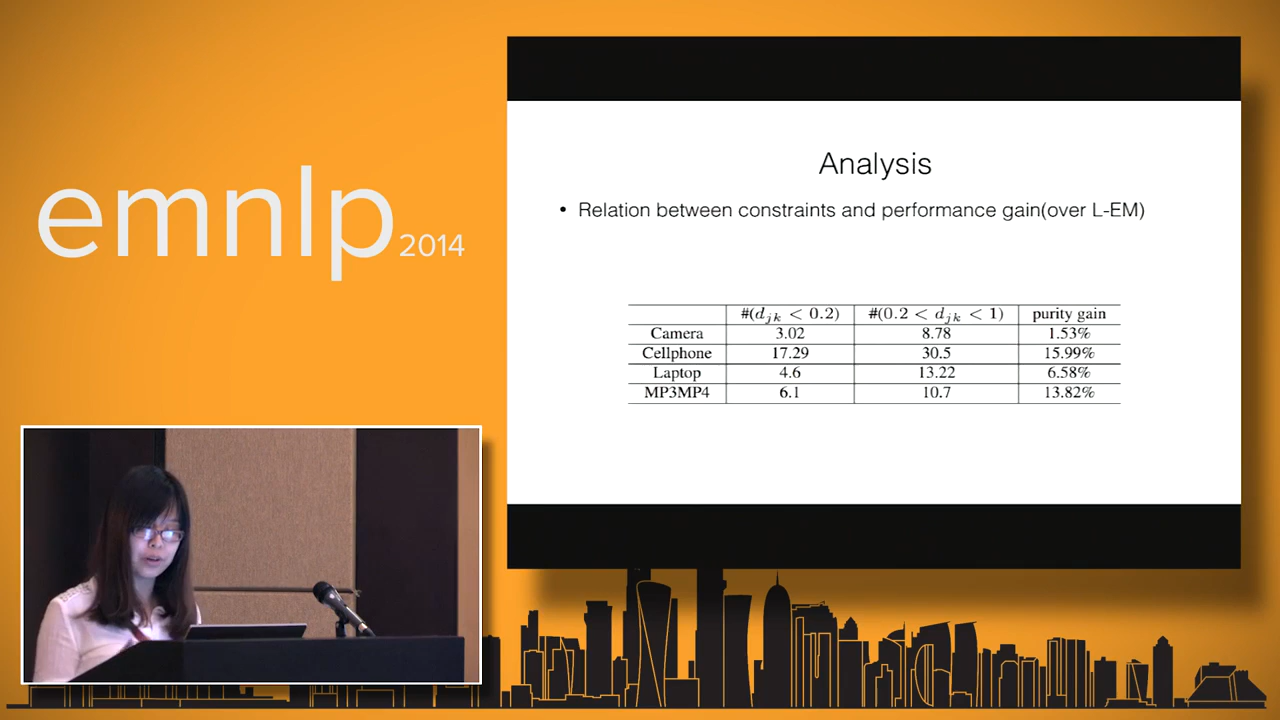 emnlp 2014
Analysis
• Relation between constraints and performance gain(over L-EM)
#(d_jk < 0.2) #(0.2 < d_jk < 1) purity gain
Camera 3.02 8.78 1.53%
Cellphone 17.29 30.5 15.99%
Laptop 4.6 13.22 6.58%
MP3MP4 6.1 10.7 13.82%